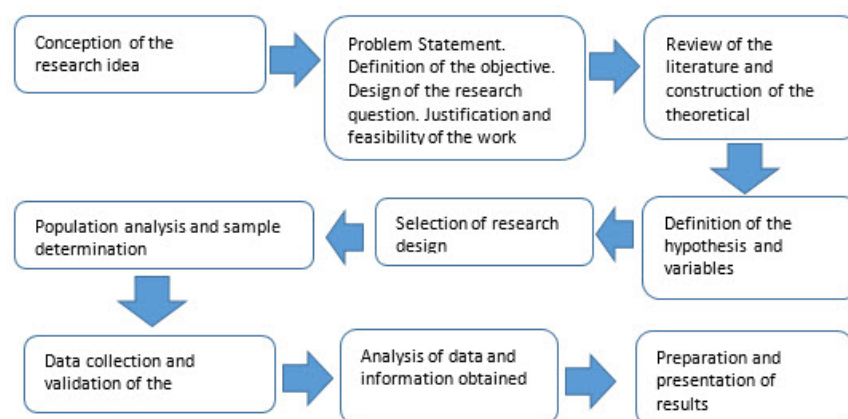 Conception of the
research idea
Problem Statement.
Definition of the objective.
Design of the research
question. Justification and
feasibility of the work
Review of the
literature and
construction of the
theoretical
Definition of the
hypothesis and
variables
Selection of research
design
Population analysis and sample
determination
Data collection and
validation of the
Analysis of data and
information obtained
Preparation and
presentation of
results